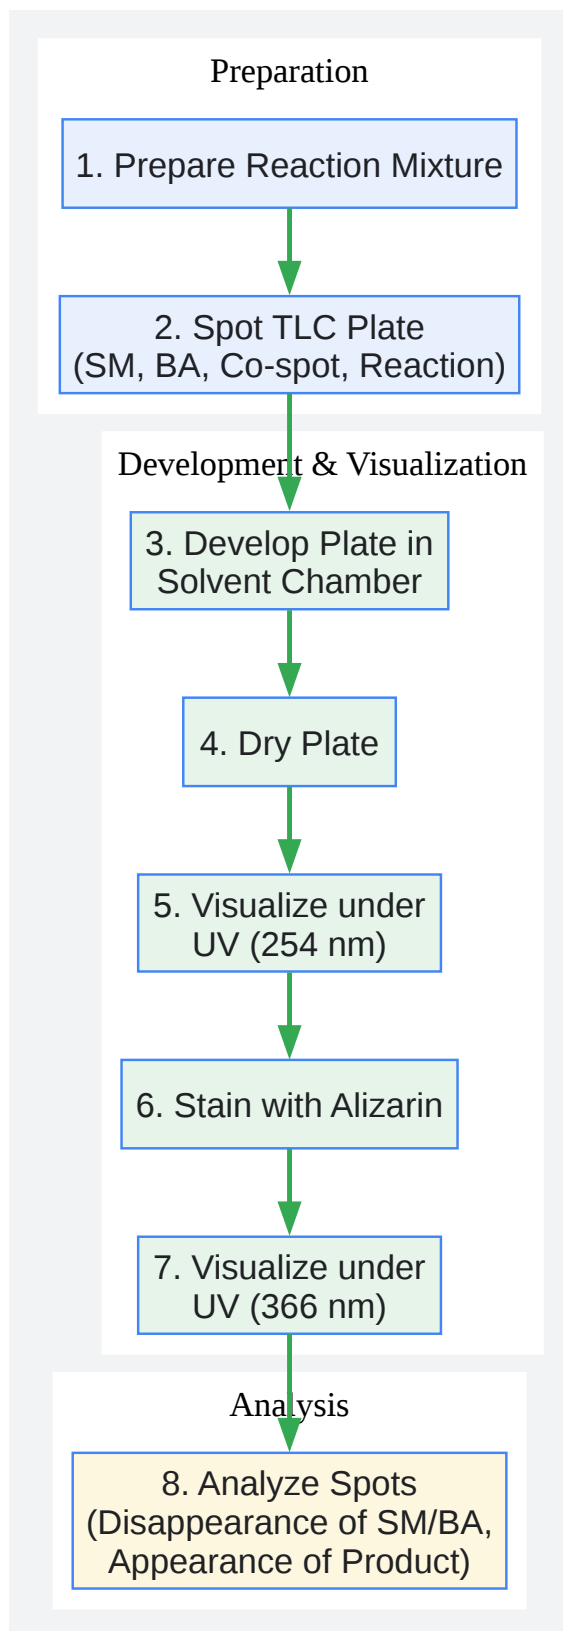 Preparation
1. Prepare Reaction Mixture
2. Spot TLC Plate
(SM, BA, Co-spot, Reaction)
Development & Visualization
3. Develop Plate in
Solvent Chamber
4. Dry Plate
5. Visualize under
UV (254 nm)
6. Stain with Alizarin
7. Visualize under
UV (366 nm)
Analysis
8. Analyze Spots
(Disappearance of SM/BA,
Appearance of Product)